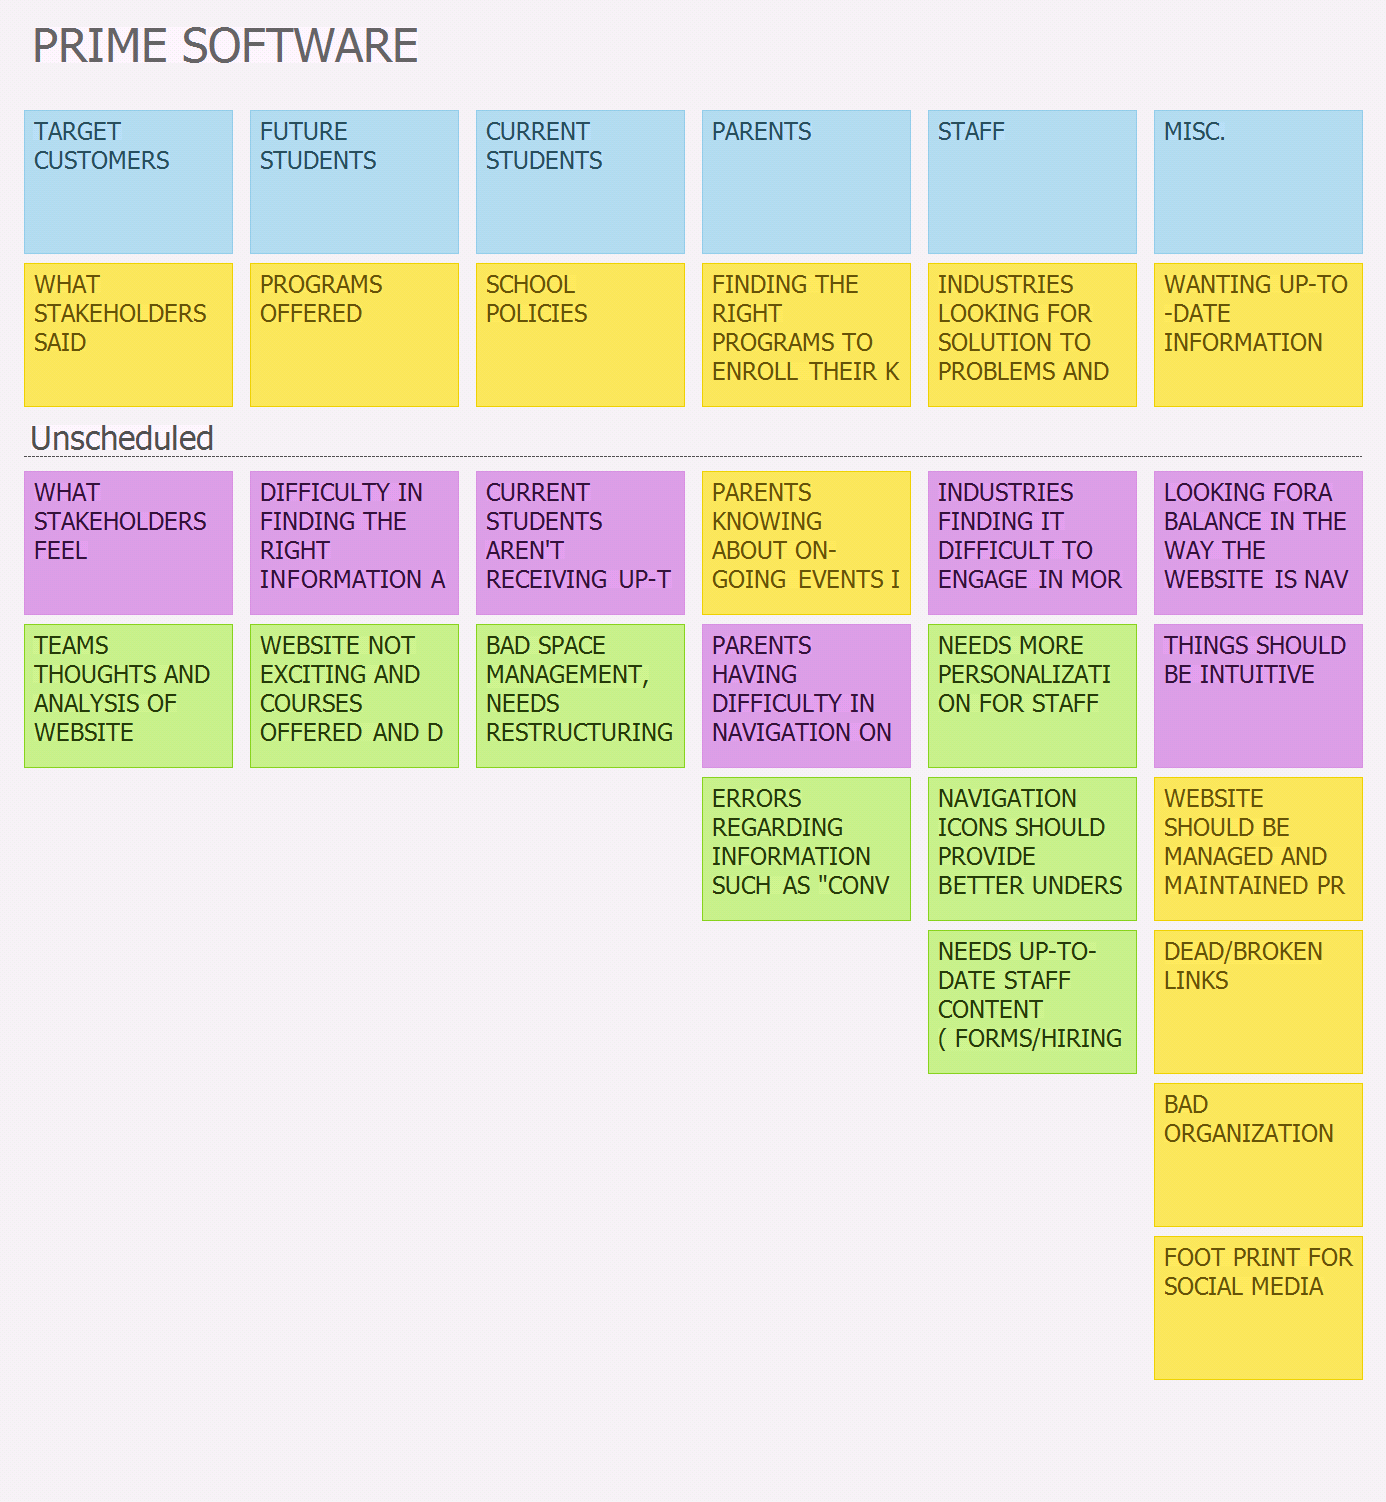 PRIME SOFTWARE
TARGET
CUSTOMERS
FUTURE
STUDENTS
CURRENT
STUDENTS
PARENTS
STAFF
MISC.
WHAT
STAKEHOLDERS
SAID
PROGRAMS
OFFERED
SCHOOL
POLICIES
FINDING THE
RIGHT
PROGRAMS TO
ENROLL THEIR K
INDUSTRIES
LOOKING FOR
SOLUTION TO
PROBLEMS AND
WANTING UP-TO
-DATE
INFORMATION
Unscheduled
WHAT
STAKEHOLDERS
FEEL
DIFFICULTY IN
FINDING THE
RIGHT
INFORMATION A
CURRENT
STUDENTS
AREN'T
RECEIVING UP-T
PARENTS
KNOWING
ABOUT ON-
GOING EVENTS I
INDUSTRIES
FINDING IT
DIFFICULT TO
ENGAGE IN MOR
LOOKING FORA
BALANCE IN THE
WAY THE
WEBSITE IS NAV
TEAMS
THOUGHTS AND
ANALYSIS OF
WEBSITE
WEBSITE NOT
EXCITING AND
COURSES
OFFERED AND D
BAD SPACE
MANAGEMENT,
NEEDS
RESTRUCTURING
PARENTS
HAVING
DIFFICULTY IN
NAVIGATION ON
NEEDS MORE
PERSONALIZATI
ON FOR STAFF
THINGS SHOULD
BE INTUITIVE
ERRORS
REGARDING
INFORMATION
SUCH AS "CONV
NAVIGATION
ICONS SHOULD
PROVIDE
BETTER UNDERS
WEBSITE
SHOULD BE
MANAGED AND
MAINTAINED PR
NEEDS UP-TO-
DATE STAFF
CONTENT
( FORMS/HIRING
DEAD/BROKEN
LINKS
BAD
ORGANIZATION
FOOT PRINT FOR
SOCIAL MEDIA